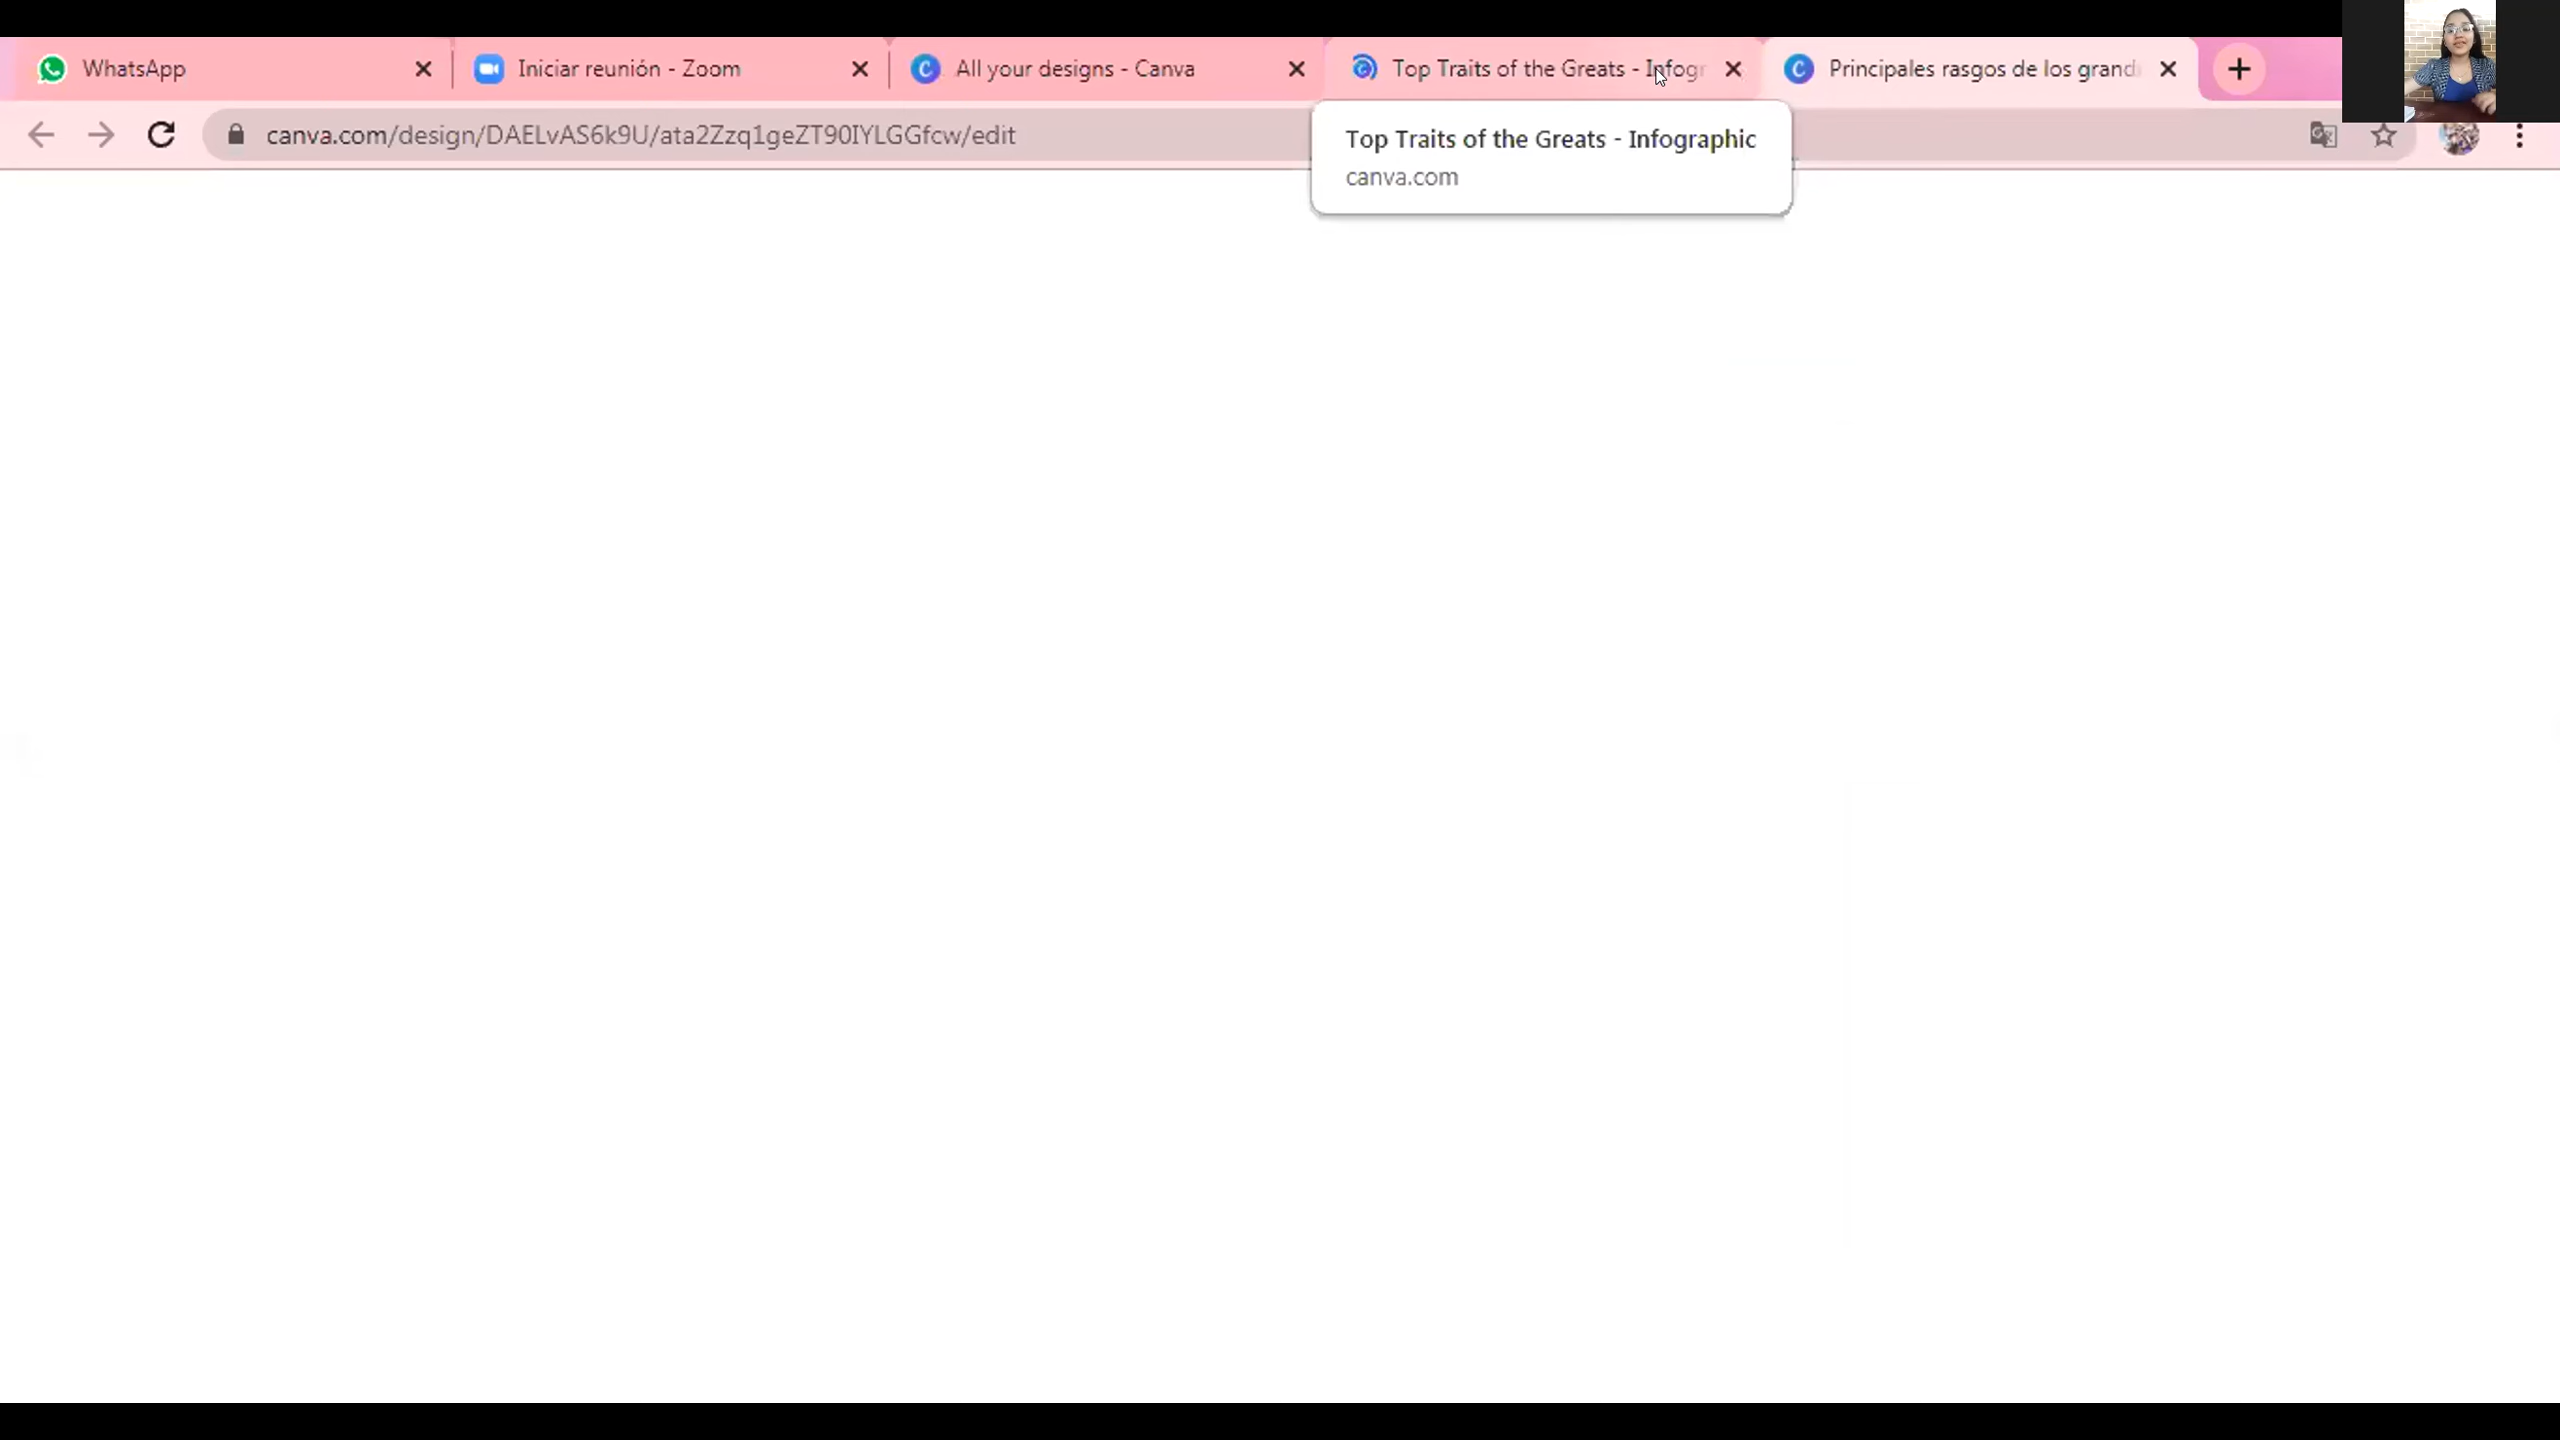 WhatsApp
Iniciar reunión - Zoom
All your designs - Canva
Top Traits of the Greats - Infogr
Principales rasgos de los grand
canva.com/design/DAELvAS6k9U/ata2Zzq1geZT90IYLGGfcw/edit
Top Traits of the Greats - Infographic
canva.com